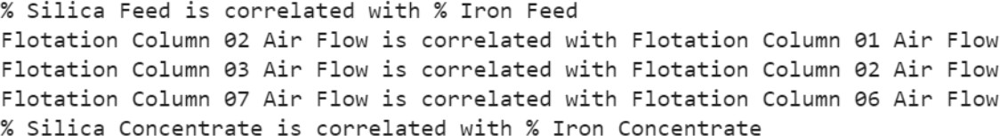 % Silica Feed is correlated with % Iron Feed
Flotation Column 02 Air Flow is correlated with Flotation Column 01 Air Flow
Flotation Column 03 Air Flow is correlated with Flotation Column 02 Air Flow
Flotation Column 07 Air Flow is correlated with Flotation Column 06 Air Flow
% Silica Concentrate is correlated with % Iron Concentrate